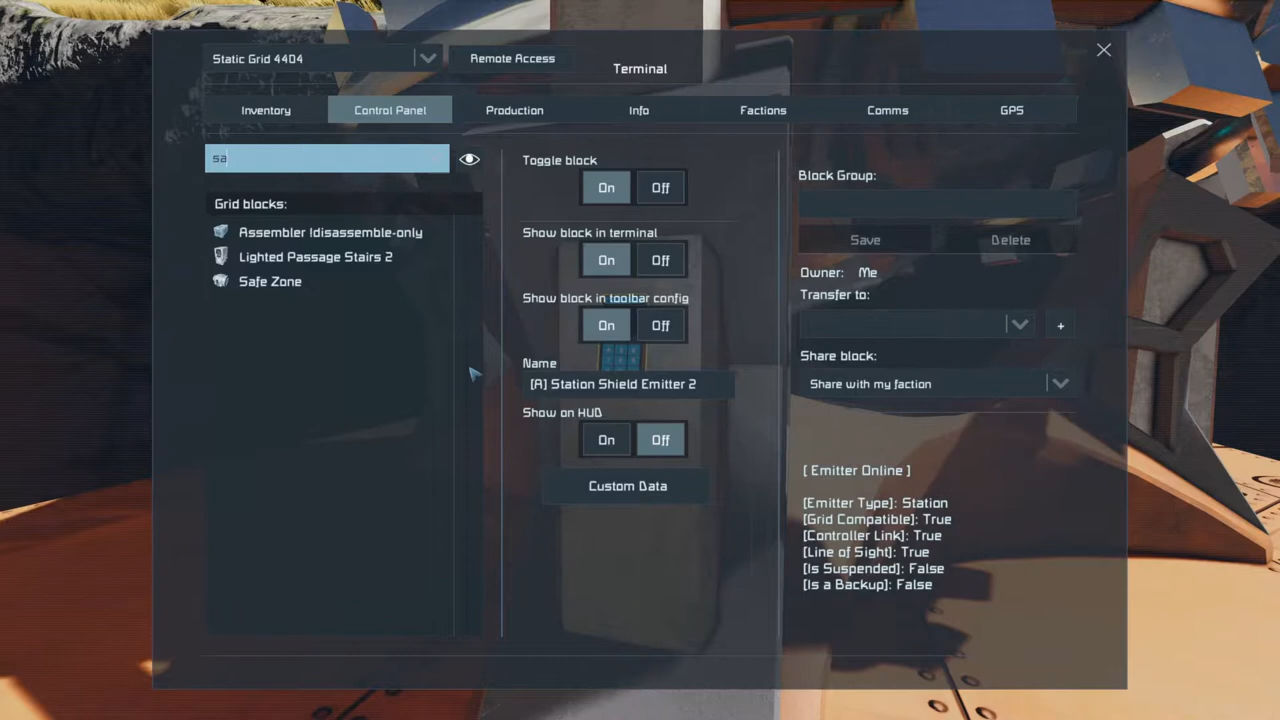 Static Grid 4404
Remote Access
Terminal
Inventory
Control Panel
Production
Info
Factions
Comms
GPS
sa
Grid blocks:
Assembler !disassemble-only
Lighted Passage Stairs 2
Safe Zone
Toggle block
On Off
Show block in terminal
On Off
Show block in toolbar config
On Off
Name
[A] Station Shield Emitter 2
Show on HUD
On Off
Custom Data
Block Group:
Save Delete
Owner: Me
Transfer to:
+
Share block:
Share with my faction
[ Emitter Online ]
[Emitter Type]: Station
[Grid Compatible]: True
[Controller Link]: True
[Line of Sight]: True
[Is Suspended]: False
[Is a Backup]: False